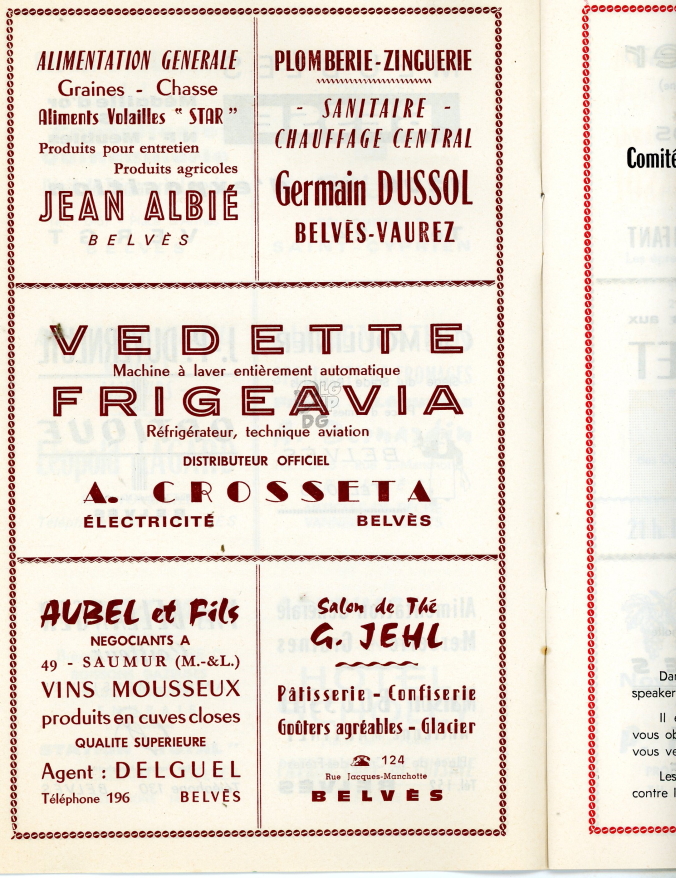 ALIMENTATION GENERALE
Graines - Chasse
Aliments Volailles " STAR "
Produits pour entretien
Produits agricoles
JEAN ALBIÉ
BELVÈS
PLOMBERIE - ZINGUERIE
- SANITAIRE -
CHAUFFAGE CENTRAL
Germain DUSSOL
BELVÈS-VAUREZ
VEDETTE
Machine à laver entièrement automatique
FRIGEAVIA
Réfrigérateur, technique aviation
DISTRIBUTEUR OFFICIEL
A. CROSSETA
ÉLECTRICITÉ BELVÈS
AUBEL et Fils
NEGOCIANTS A
49 - SAUMUR (M.-&L.)
VINS MOUSSEUX
produits en cuves closes
QUALITE SUPERIEURE
Agent : DELGUEL
Téléphone 196 BELVÈS
Salon de Thé
G. JEHL
Pâtisserie - Confiserie
Goûters agréables - Glacier
☎ 124
Rue Jacques-Manchotte
BELVÈS
Comité
speaker
Il
vous
vous
Les
contre